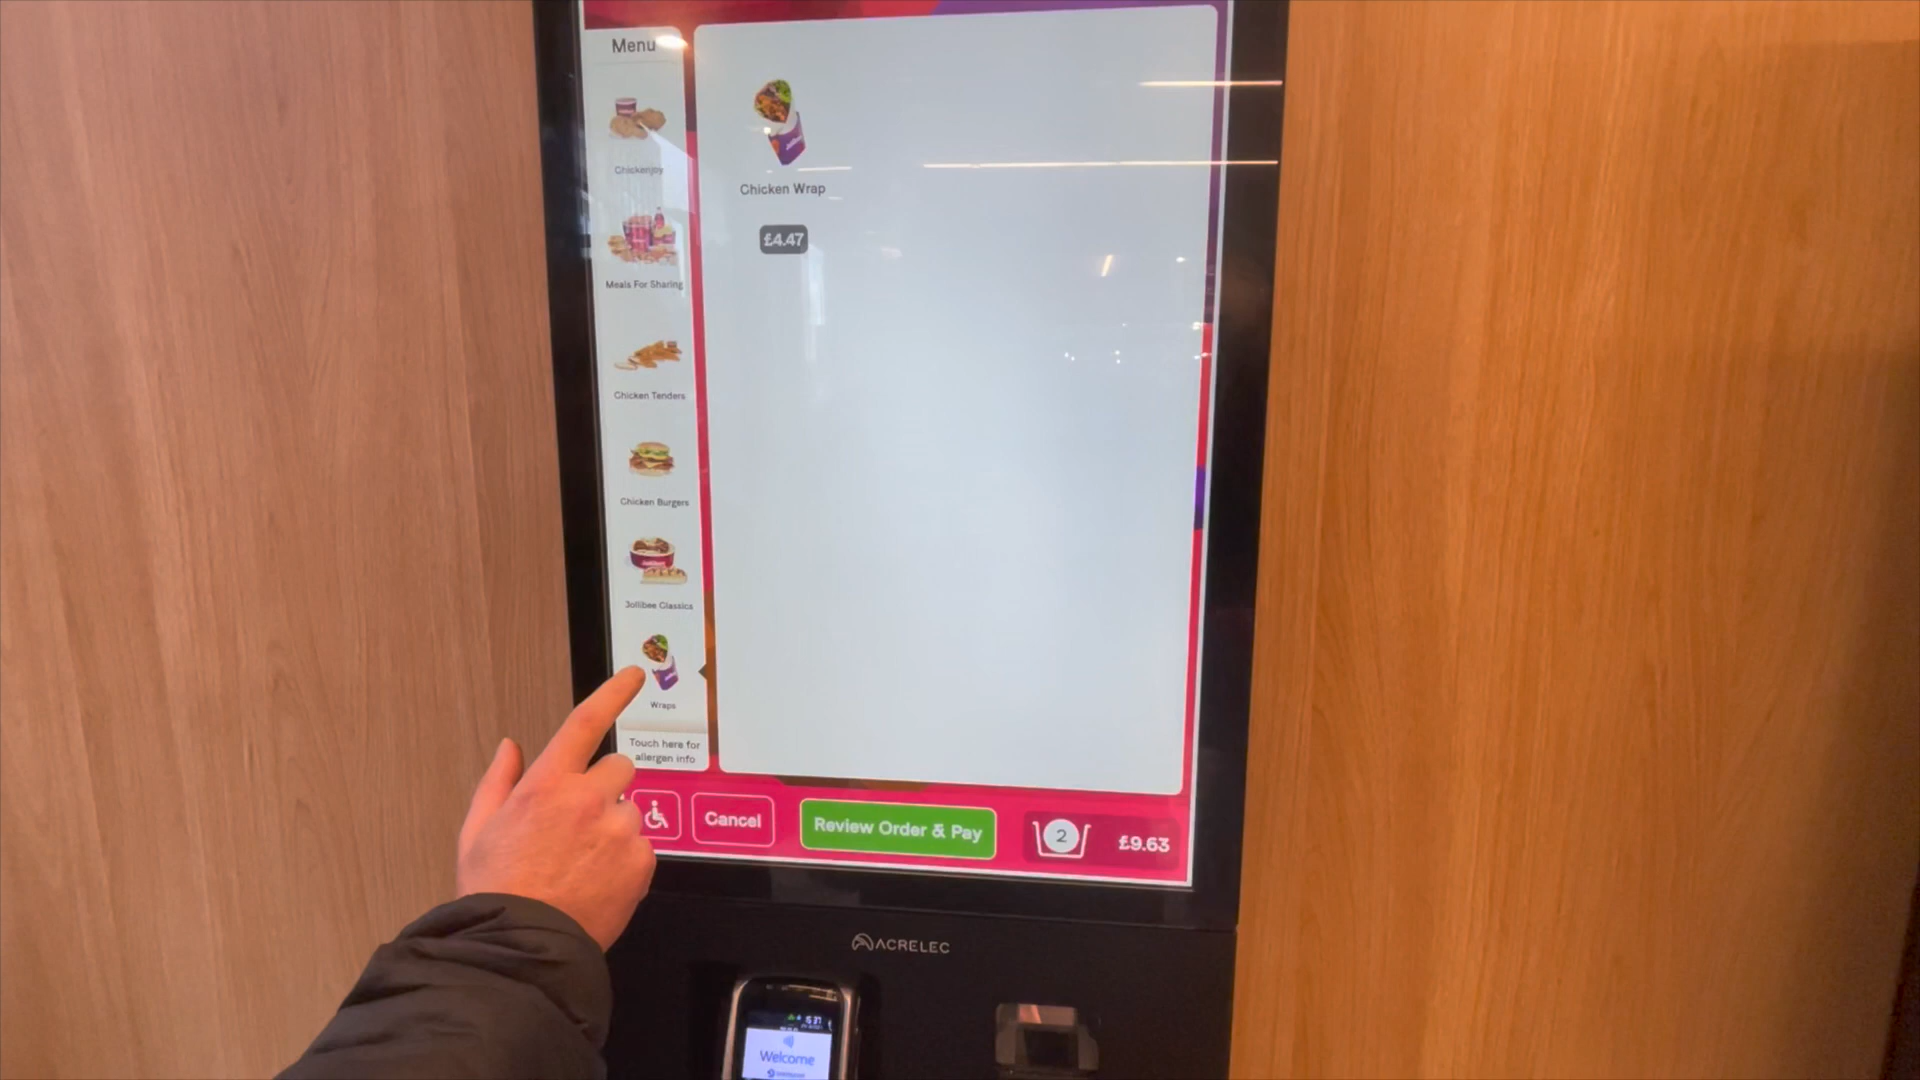 Menu
Chickenjoy
Meals For Sharing
Chicken Tenders
Chicken Burgers
Jollibee Classics
Wraps
Touch here for
allergen info
Chicken Wrap
£4.47
Cancel
Review Order & Pay
2
£9.63
ACRELEC
Welcome